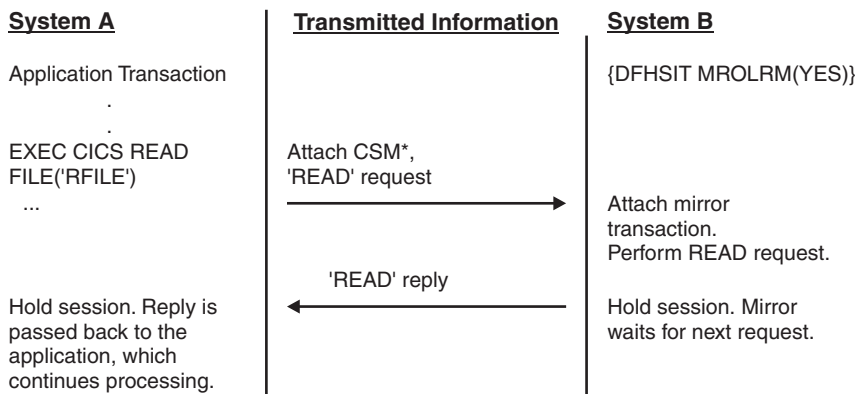 System A
Transmitted Information
System B
Application Transaction
{DFHSIT MROLRM(YES)}
.
.
EXEC CICS READ
FILE('RFILE')
...
Attach CSM*,
'READ' request
Attach mirror
transaction.
Perform READ request.
'READ' reply
Hold session. Reply is
passed back to the
application, which
continues processing.
Hold session. Mirror
waits for next request.